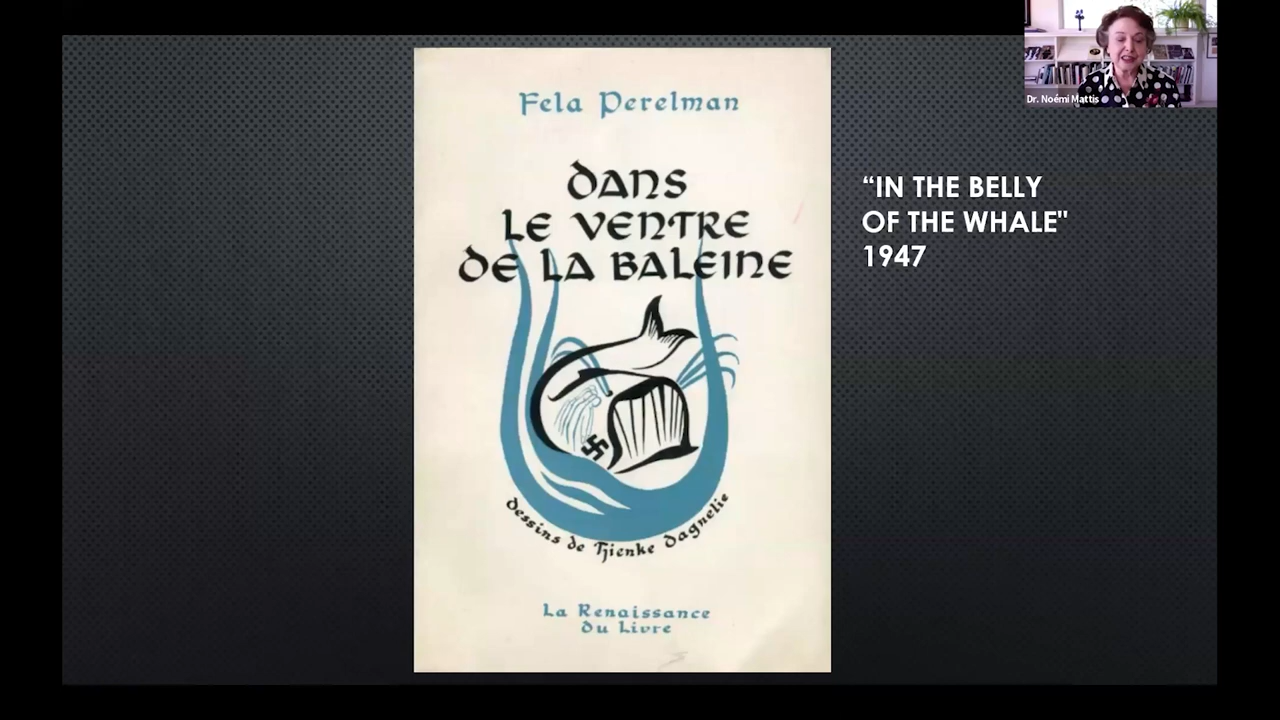 Fela Perelman
dans
le ventre
de la baleine
dessins de Tjienke Dagnelie
La Renaissance
du Livre
“IN THE BELLY
OF THE WHALE"
1947
Dr. Noémi Mattis